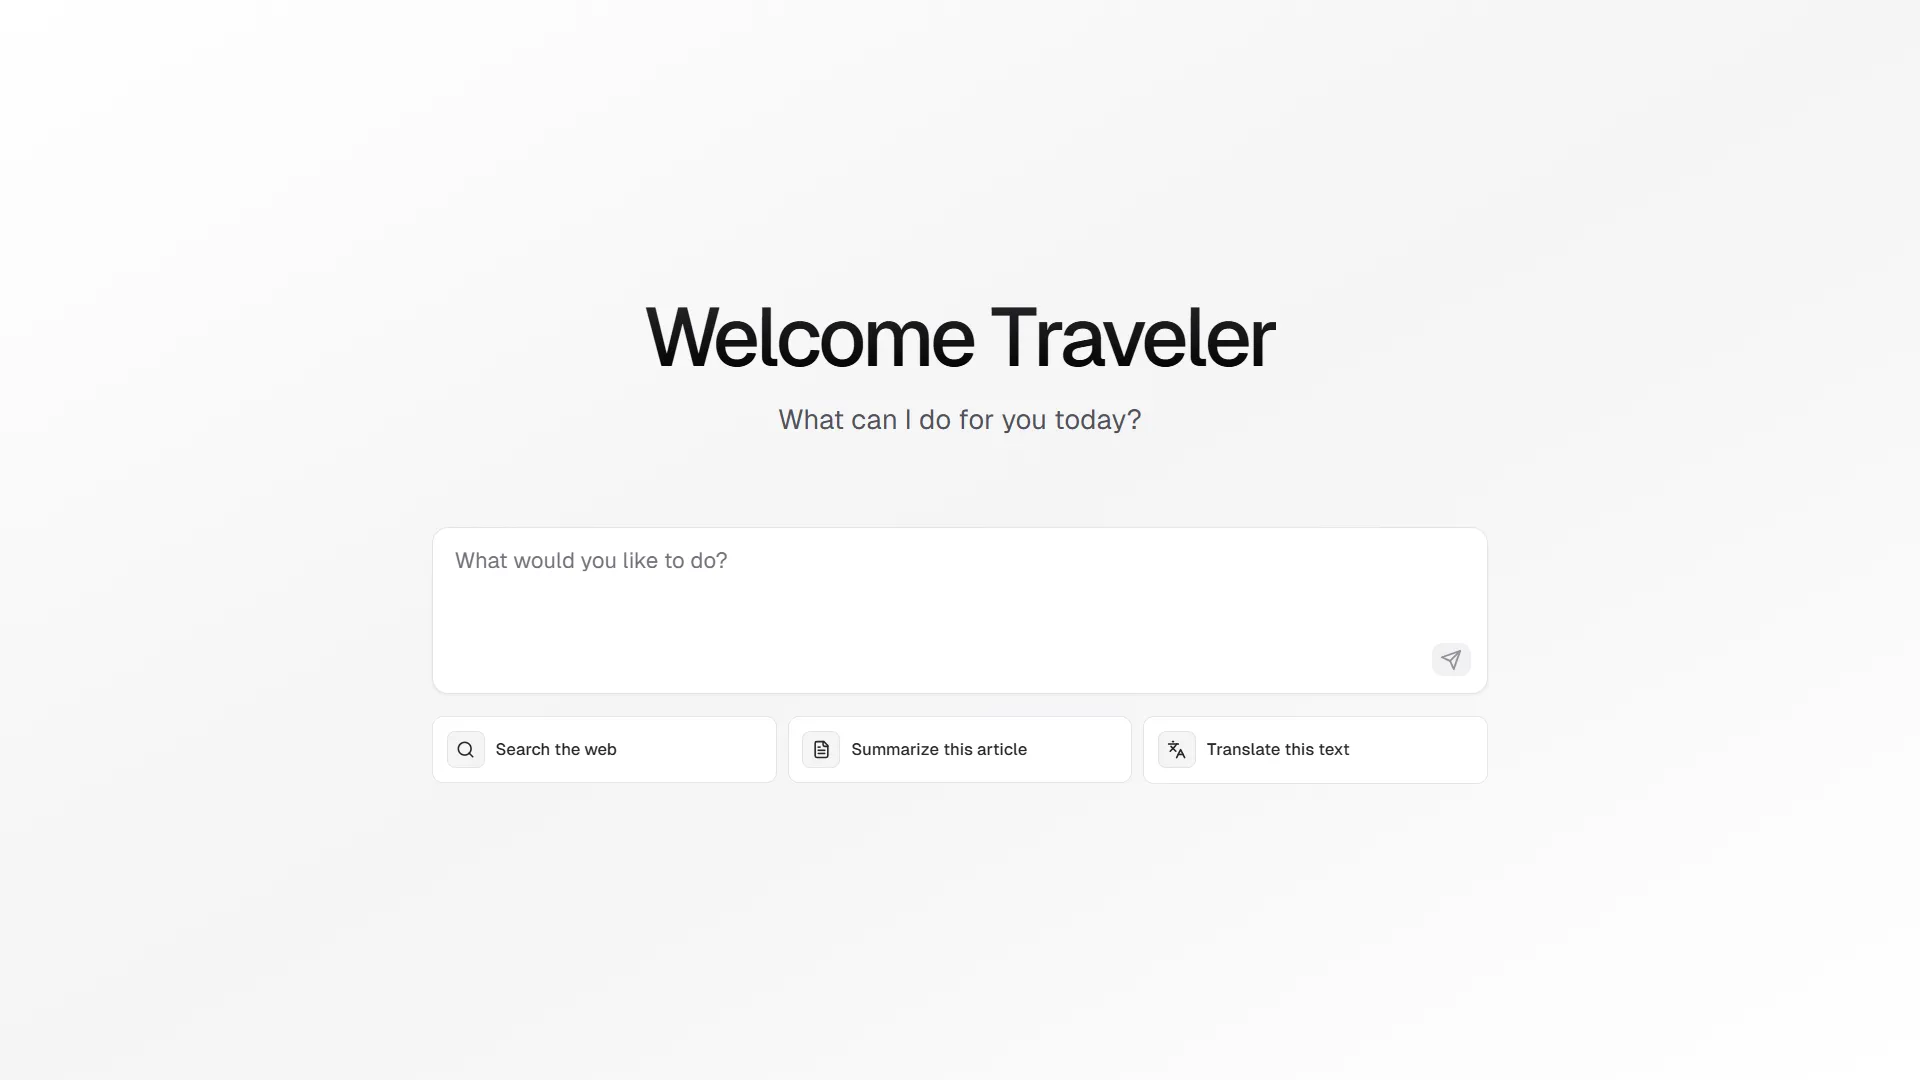 Welcome Traveler
What can I do for you today?
What would you like to do?
Search the web
Summarize this article
Translate this text